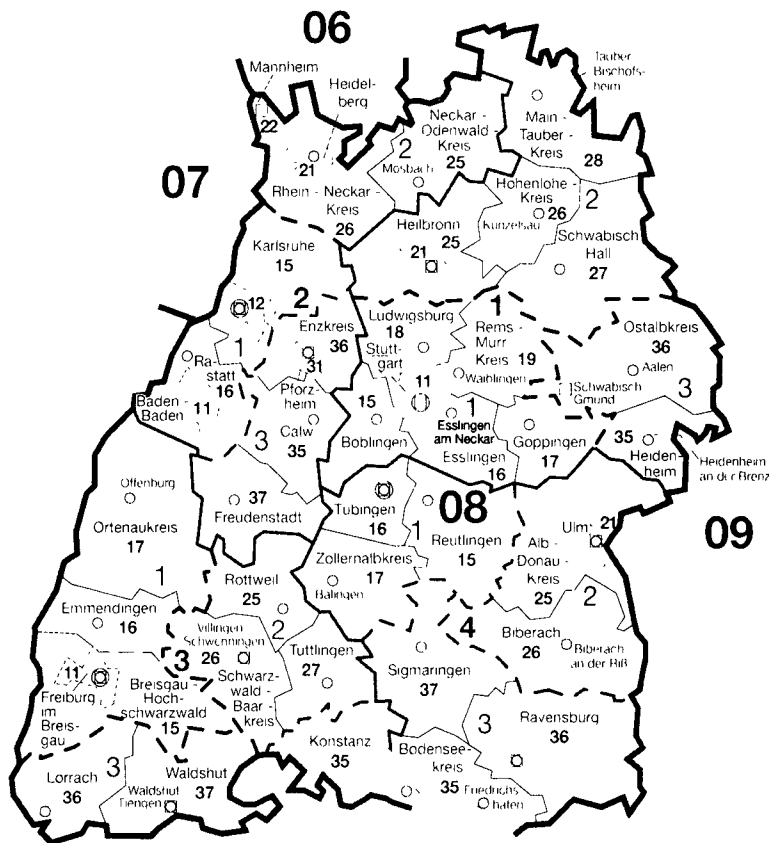 06
Mannheim
Heidel-
berg
22
21
Rhein - Neckar-
Kreis
26
07
Neckar-
Odenwald
Kreis
25
2
Mosbach
Tauber
Bischofs-
heim
Main -
Tauber -
Kreis
28
Hohenlohe -
Kreis
26
Kunzelsau
2
Schwabisch
Hall
27
Heilbronn
25
21
Karlsruhe
15
12
2
1
Enzkreis
36
31
Pforz-
heim
Ra-
statt
16
Baden
Baden
11
3
Calw
35
37
Freudenstadt
Ludwigsburg
18
Stutt-
gart
11
15
Boblingen
1
1
Rems-
Murr
Kreis
19
Waiblingen
Esslingen
am Neckar
Esslingen
16
Goppingen
17
Schwabisch
Gmund
Ostalbkreis
36
Aalen
3
35
Heiden-
heim
Heidenheim
an der Brenz
09
Offenburg
Ortenaukreis
17
1
Tubingen
16
08
1
Reutlingen
15
Zollernalbkreis
17
Balingen
Alb -
Donau -
Kreis
25
Ulm
21
2
Biberach
26
Biberach
an der Riß
4
Sigmaringen
37
Rottweil
25
2
Emmendingen
16
Villingen
Schwenningen
26
3
Schwarz-
wald-
Baar-
kreis
Tuttlingen
27
11
Freiburg
im
Breis-
gau
Breisgau -
Hoch-
schwarzwald
15
Lorrach
36
3
Waldshut
37
Waldshut
Tiengen
Konstanz
35
Bodensee-
kreis
35
Friedrichs
hafen
3
Ravensburg
36